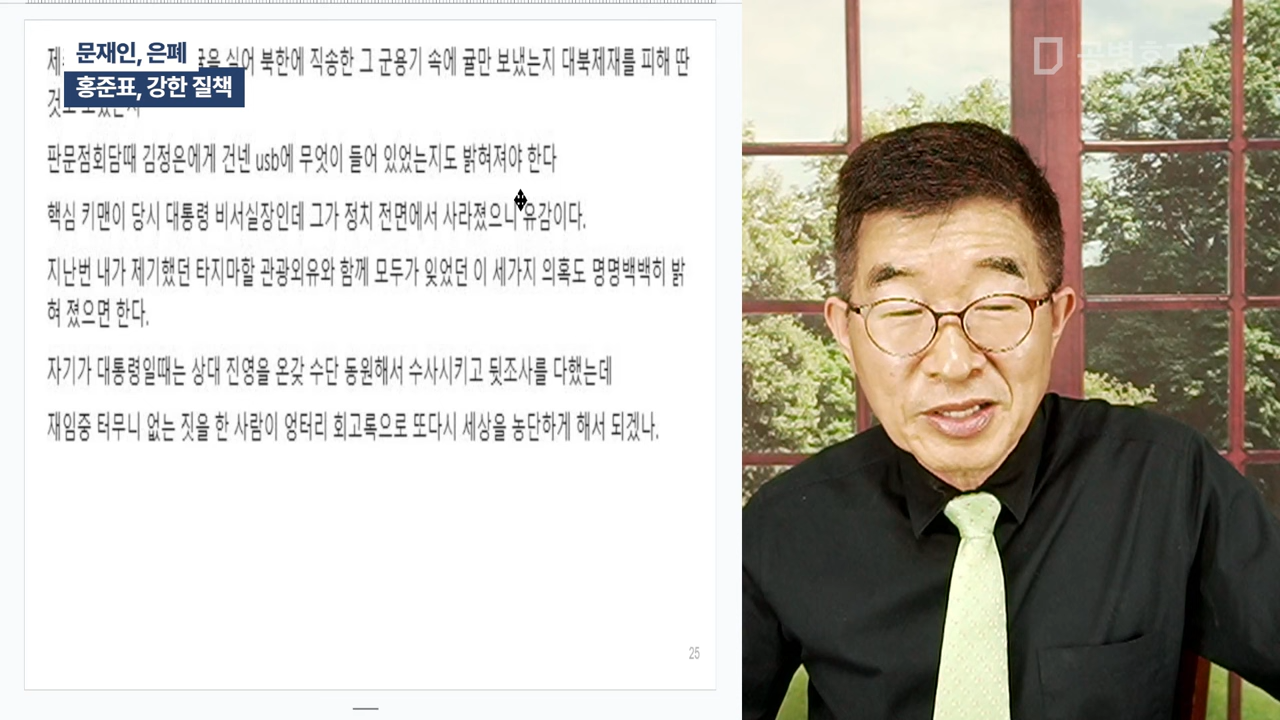 문재인, 은폐
홍준표, 강한 질책
제 실어 북한에 직송한 그 군용기 속에 귤만 보냈는지 대북제재를 피해 딴
판문점회담때 김정은에게 건넨 usb에 무엇이 들어 있었는지도 밝혀져야 한다
핵심 키맨이 당시 대통령 비서실장인데 그가 정치 전면에서 사라졌으니 유감이다.
지난번 내가 제기했던 타지마할 관광외유와 함께 모두가 잊었던 이 세가지 의혹도 명명백백히 밝
혀 졌으면 한다.
자기가 대통령일때는 상대 진영을 온갖 수단 동원해서 수사시키고 뒷조사를 다했는데
재임중 터무니 없는 짓을 한 사람이 엉터리 회고록으로 또다시 세상을 농단하게 해서 되겠나.
25